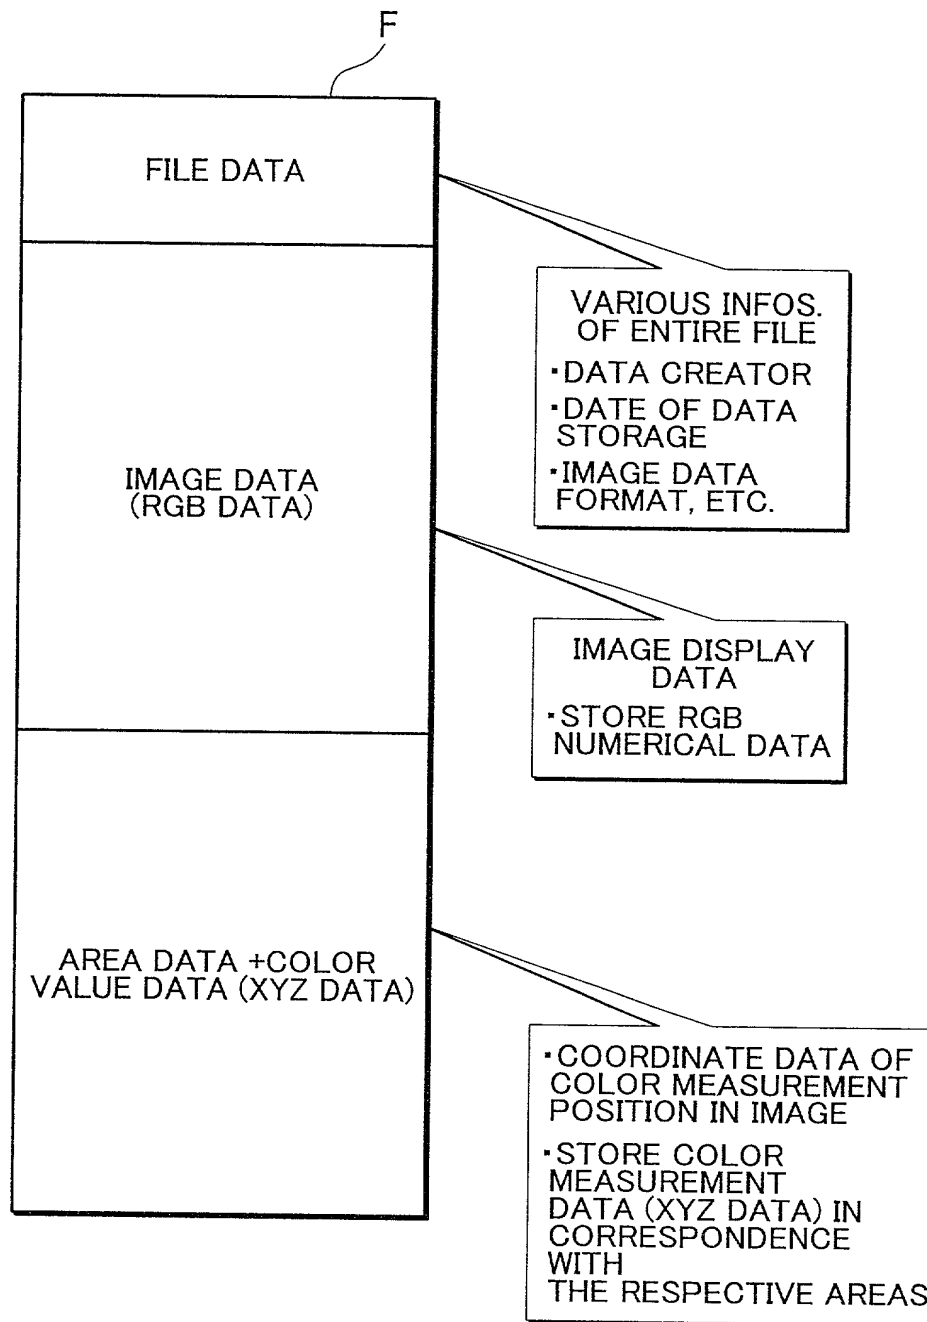 F
FILE DATA
VARIOUS INFOS.
OF ENTIRE FILE
・DATA CREATOR
・DATE OF DATA
STORAGE
・IMAGE DATA
FORMAT, ETC.
IMAGE DATA
(RGB DATA)
IMAGE DISPLAY
DATA
・STORE RGB
NUMERICAL DATA
AREA DATA +COLOR
VALUE DATA (XYZ DATA)
・COORDINATE DATA OF
COLOR MEASUREMENT
POSITION IN IMAGE
・STORE COLOR
MEASUREMENT
DATA (XYZ DATA) IN
CORRESPONDENCE
WITH
THE RESPECTIVE AREAS